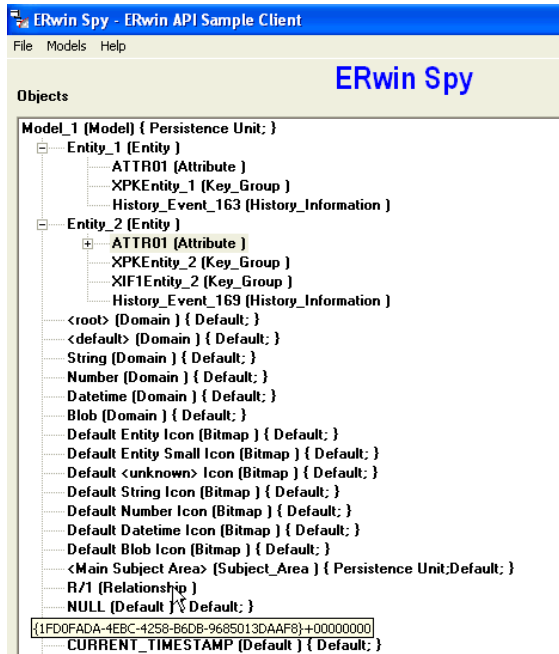 ERwin Spy - ERwin API Sample Client
File Models Help
ERwin Spy
Objects
Model_1 (Model) { Persistence Unit; }
Entity_1 (Entity )
ATTR01 (Attribute )
XPKEntity_1 (Key_Group )
History_Event_163 (History_Information )
Entity_2 (Entity )
ATTR01 (Attribute )
XPKEntity_2 (Key_Group )
XIF1Entity_2 (Key_Group )
History_Event_169 (History_Information )
<root> (Domain ) { Default; }
<default> (Domain ) { Default; }
String (Domain ) { Default; }
Number (Domain ) { Default; }
Datetime (Domain ) { Default; }
Blob (Domain ) { Default; }
Default Entity Icon (Bitmap ) { Default; }
Default Entity Small Icon (Bitmap ) { Default; }
Default <unknown> Icon (Bitmap ) { Default; }
Default String Icon (Bitmap ) { Default; }
Default Number Icon (Bitmap ) { Default; }
Default Datetime Icon (Bitmap ) { Default; }
Default Blob Icon (Bitmap ) { Default; }
<Main Subject Area> (Subject_Area ) { Persistence Unit;Default; }
R/1 (Relationship )
NULL (Default ) { Default; }
{1FD0FADA-4EBC-4258-B6DB-9685013DAAF8}+00000000
CURRENT_TIMESTAMP (Default ) { Default; }